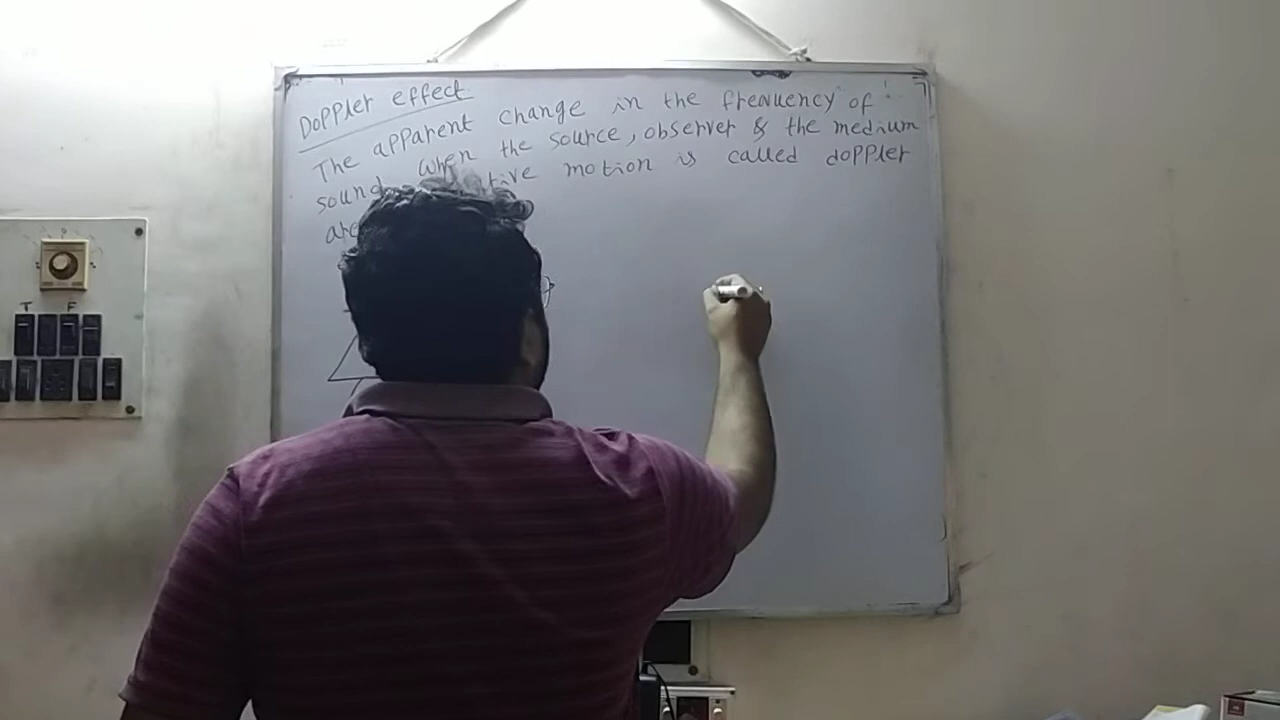 Doppler effect
The apparent change in the frequency of
sound when the source, observer & the medium
are motion is called doppler
T F